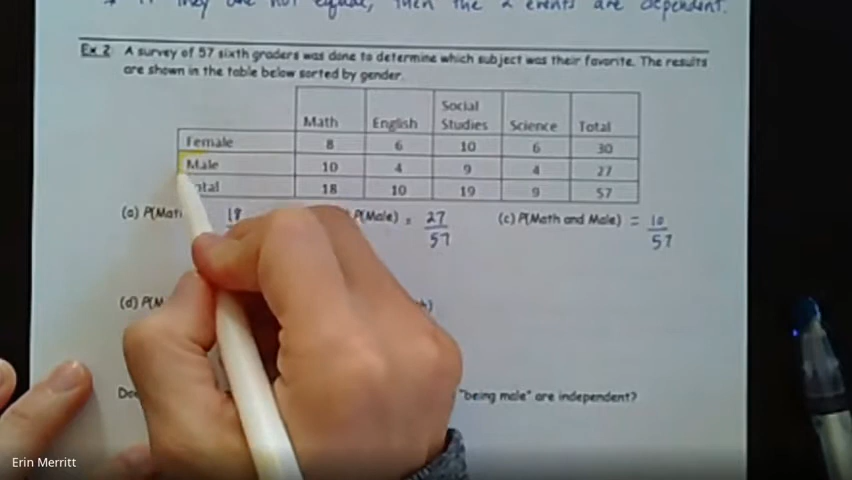 If they are not equal, then the 2 events are dependent.
Ex 2 A survey of 57 sixth graders was done to determine which subject was their favorite. The results
are shown in the table below sorted by gender.
Math English Social Studies Science Total
Female 8 6 10 6 30
Male 10 4 9 4 27
otal 18 10 19 9 57
(a) P(Mat 18 P(Male) = 27/57 (c) P(Math and Male) = 10/57
(d) P(M
"being male" are independent?
Erin Merritt